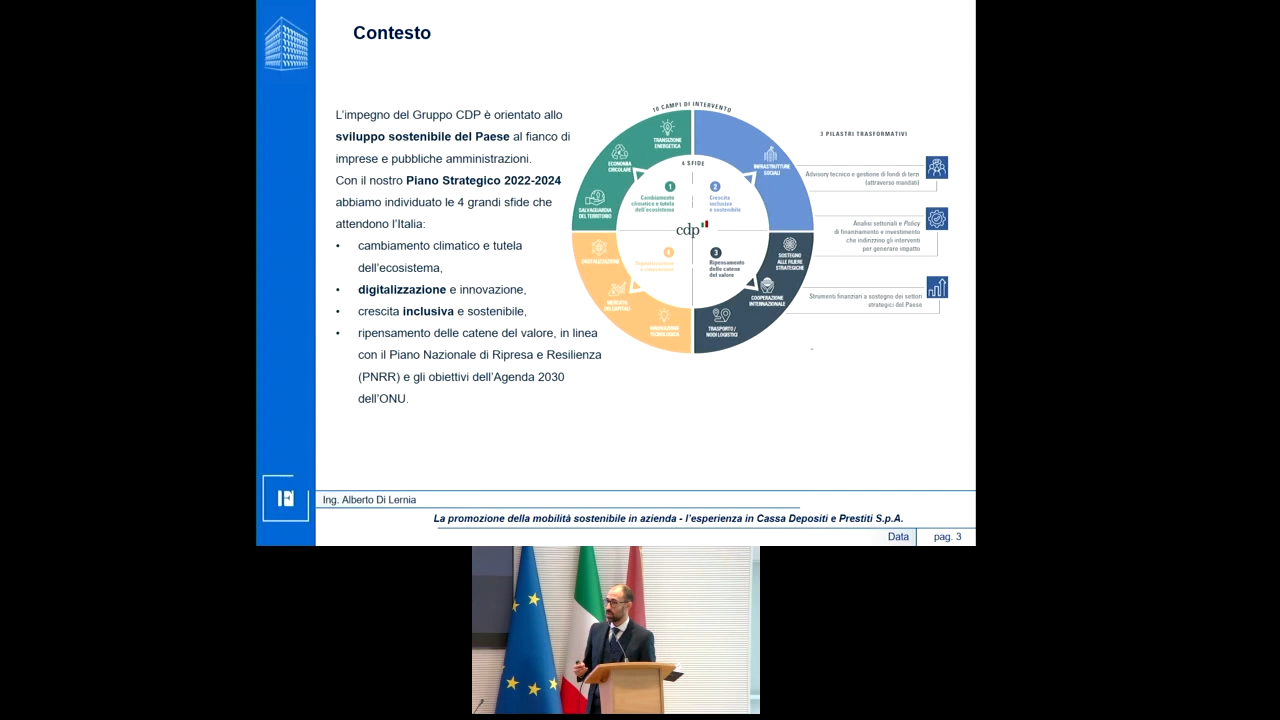 Contesto
L'impegno del Gruppo CDP è orientato allo
sviluppo sostenibile del Paese al fianco di
imprese e pubbliche amministrazioni.
Con il nostro Piano Strategico 2022-2024
abbiamo individuato le 4 grandi sfide che
attendono l'Italia:
• cambiamento climatico e tutela
dell'ecosistema,
• digitalizzazione e innovazione,
• crescita inclusiva e sostenibile,
• ripensamento delle catene del valore, in linea
con il Piano Nazionale di Ripresa e Resilienza
(PNRR) e gli obiettivi dell'Agenda 2030
dell'ONU.
10 CAMPI DI INTERVENTO
TRANSIZIONE
ENERGETICA
ECONOMIA
CIRCOLARE
SALVAGUARDIA
DEL TERRITORIO
INFRASTRUTTURE
SOCIALI
4 SFIDE
1
Cambiamento
climatico e tutela
dell'ecosistema
2
Crescita
inclusiva
e sostenibile
cdp
4
Digitalizzazione
e innovazione
3
Ripensamento
delle catene
del valore
DIGITALIZZAZIONE
MERCATO
DEI CAPITALI
INNOVAZIONE
TECNOLOGICA
SOSTEGNO
ALLE FILIERE
STRATEGICHE
COOPERAZIONE
INTERNAZIONALE
TRASPORTO/
NODI LOGISTICI
3 PILASTRI TRASFORMATIVI
Advisory tecnico e gestione di fondi di terzi
(attraverso mandati)
Analisi settoriali e Policy
di finanziamento e investimento
che indirizzino gli interventi
per generare impatto
Strumenti finanziari a sostegno dei settori
strategici del Paese
Ing. Alberto Di Lernia
La promozione della mobilità sostenibile in azienda - l'esperienza in Cassa Depositi e Prestiti S.p.A.
Data
pag. 3